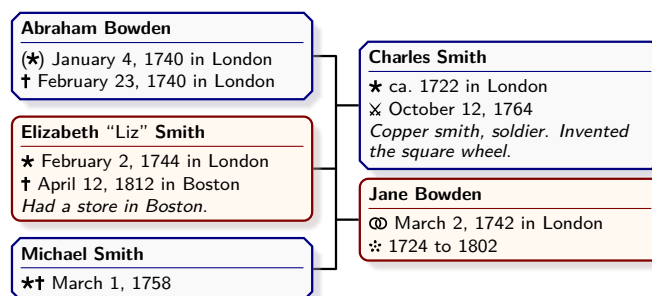 Abraham Bowden
(★) January 4, 1740 in London
✝ February 23, 1740 in London
Elizabeth “Liz” Smith
★ February 2, 1744 in London
✝ April 12, 1812 in Boston
Had a store in Boston.
Michael Smith
★✝ March 1, 1758
Charles Smith
★ ca. 1722 in London
⚔ October 12, 1764
Copper smith, soldier. Invented
the square wheel.
Jane Bowden
⚭ March 2, 1742 in London
⁘ 1724 to 1802